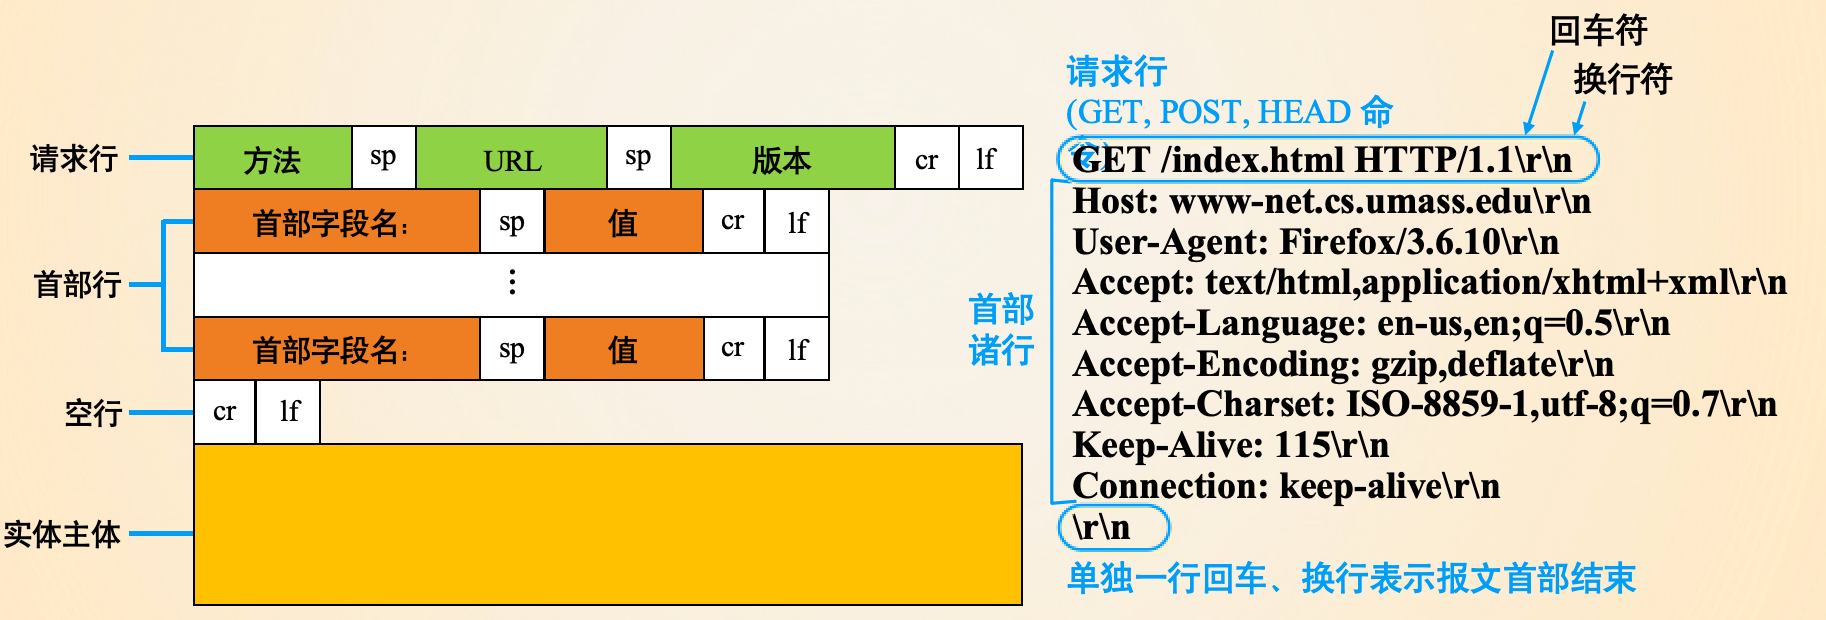 请求行
方法 sp URL sp 版本 cr lf
首部行
首部字段名： sp 值 cr lf
⋮
首部字段名： sp 值 cr lf
空行
cr lf
实体主体
回车符
换行符
请求行
(GET, POST, HEAD 命
令)
GET /index.html HTTP/1.1\r\n
首部
诸行
Host: www-net.cs.umass.edu\r\n
User-Agent: Firefox/3.6.10\r\n
Accept: text/html,application/xhtml+xml\r\n
Accept-Language: en-us,en;q=0.5\r\n
Accept-Encoding: gzip,deflate\r\n
Accept-Charset: ISO-8859-1,utf-8;q=0.7\r\n
Keep-Alive: 115\r\n
Connection: keep-alive\r\n
\r\n
单独一行回车、换行表示报文首部结束